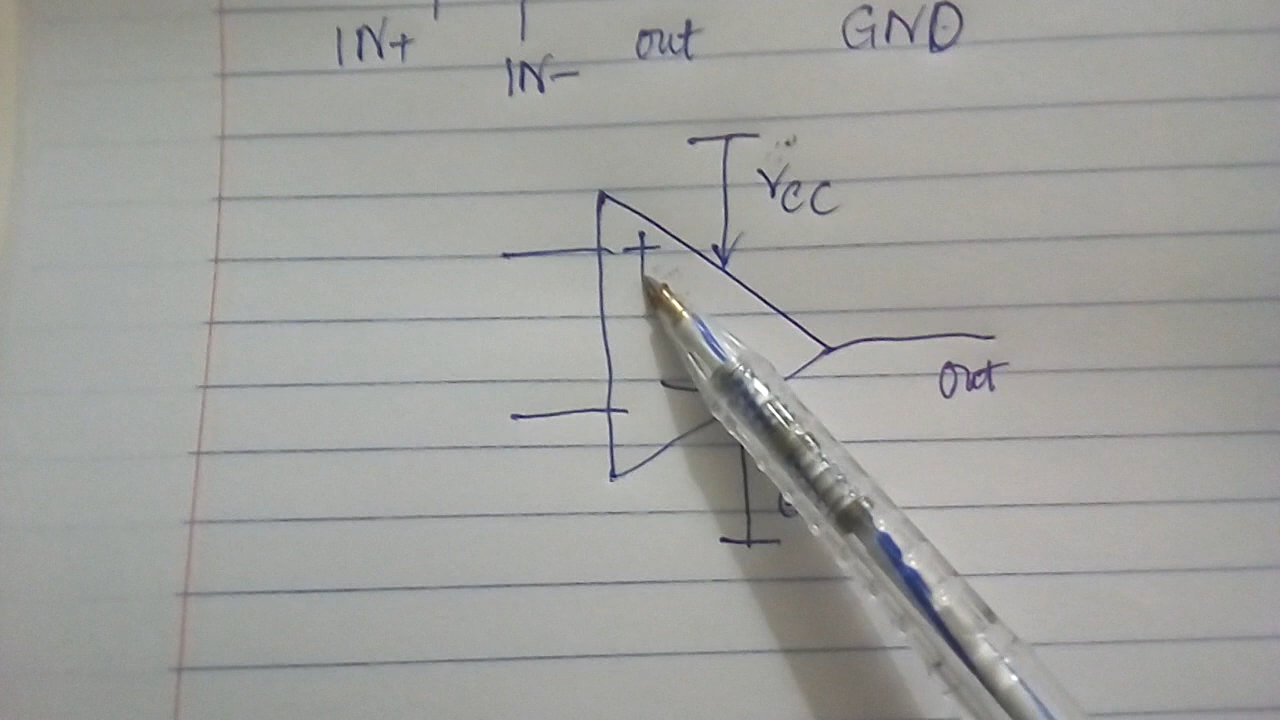 IN+ out GND
IN-
VCC
+
out
-